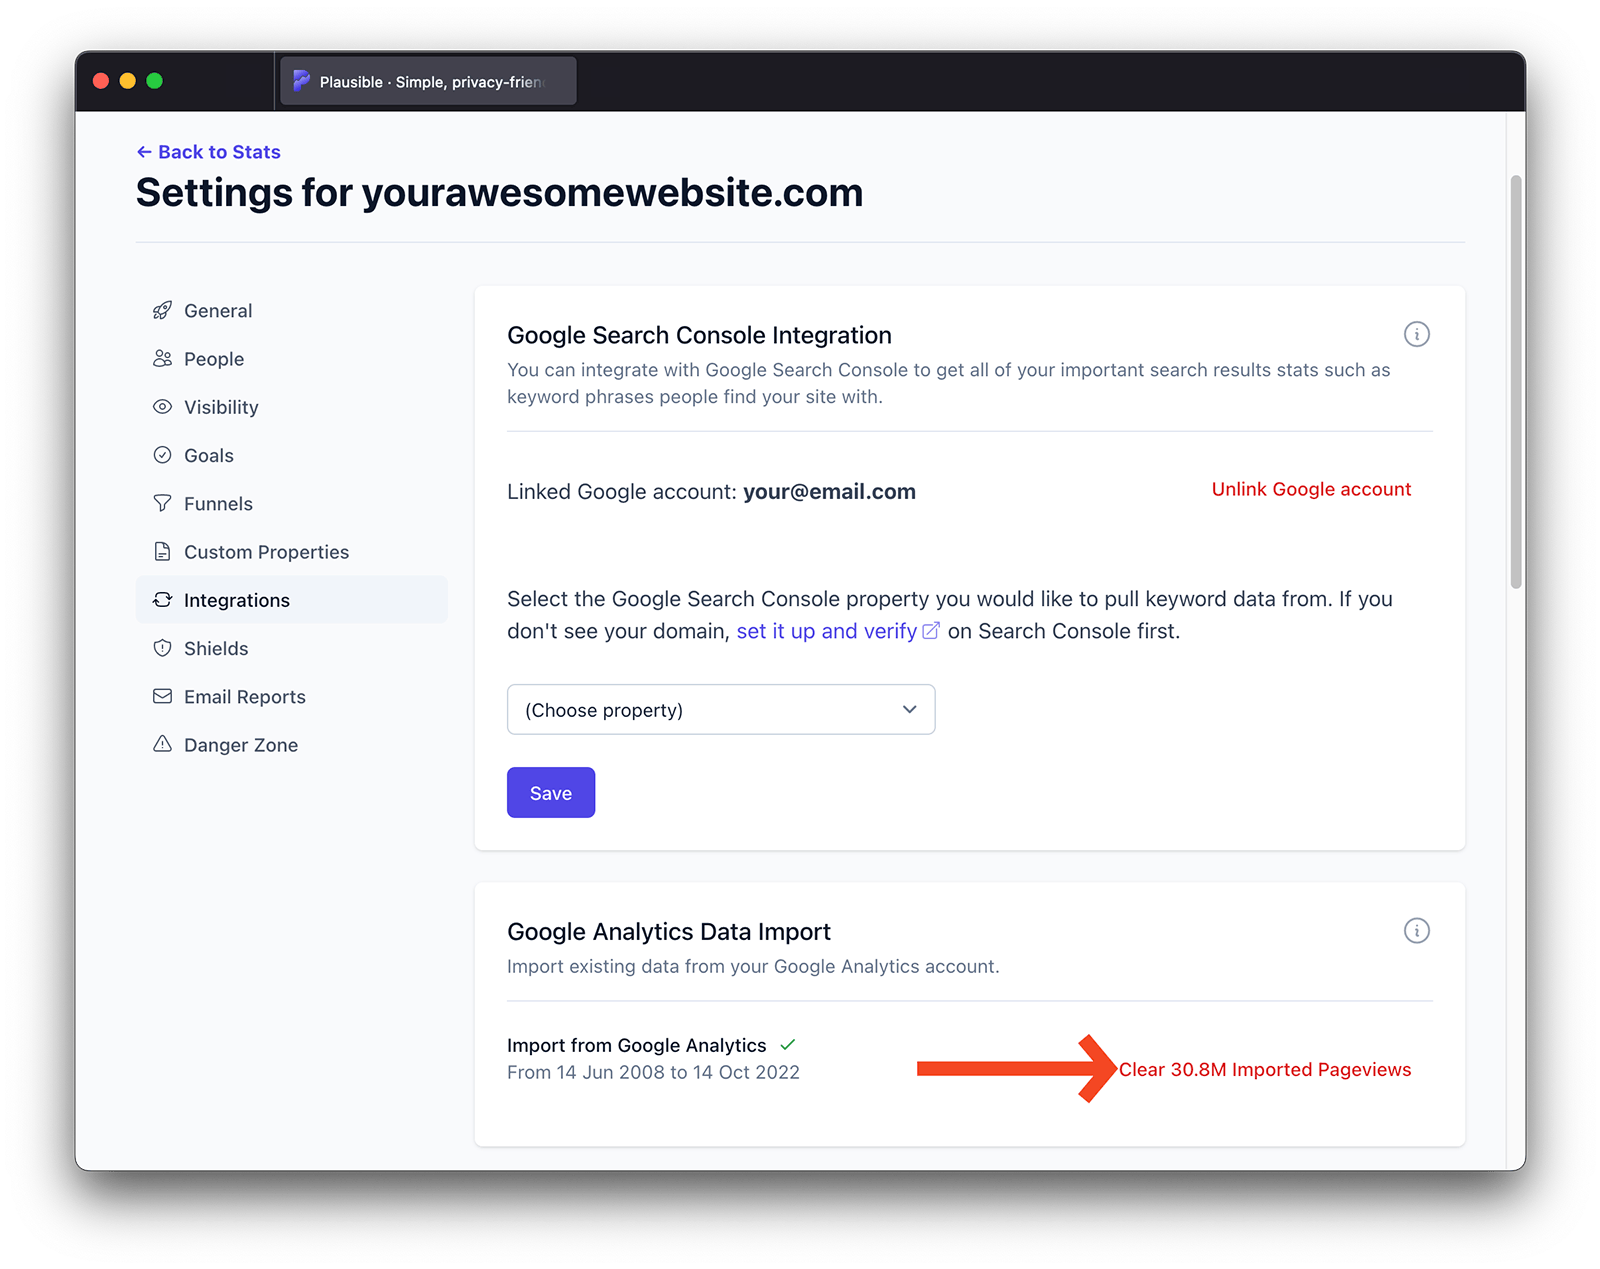 Plausible · Simple, privacy-frien
← Back to Stats
Settings for yourawesomewebsite.com
General
People
Visibility
Goals
Funnels
Custom Properties
Integrations
Shields
Email Reports
Danger Zone
Google Search Console Integration
You can integrate with Google Search Console to get all of your important search results stats such as
keyword phrases people find your site with.
Linked Google account: your@email.com
Unlink Google account
Select the Google Search Console property you would like to pull keyword data from. If you
don't see your domain, set it up and verify on Search Console first.
(Choose property)
Save
Google Analytics Data Import
Import existing data from your Google Analytics account.
Import from Google Analytics
From 14 Jun 2008 to 14 Oct 2022
Clear 30.8M Imported Pageviews